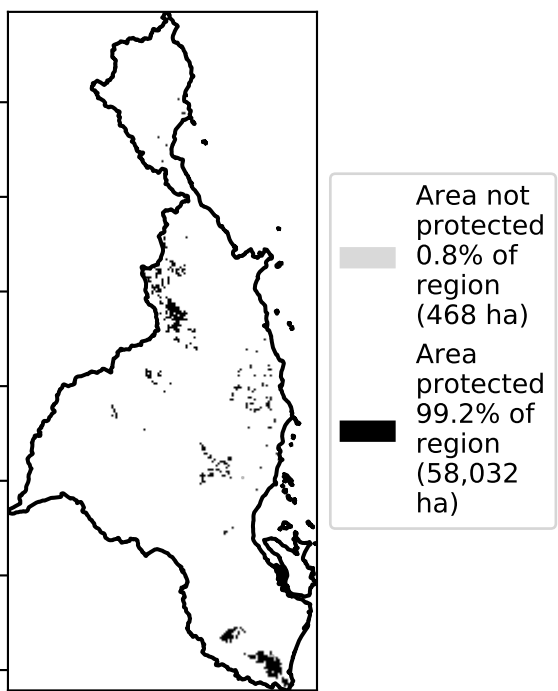 Area not
protected
0.8% of
region
(468 ha)
Area
protected
99.2% of
region
(58,032
ha)